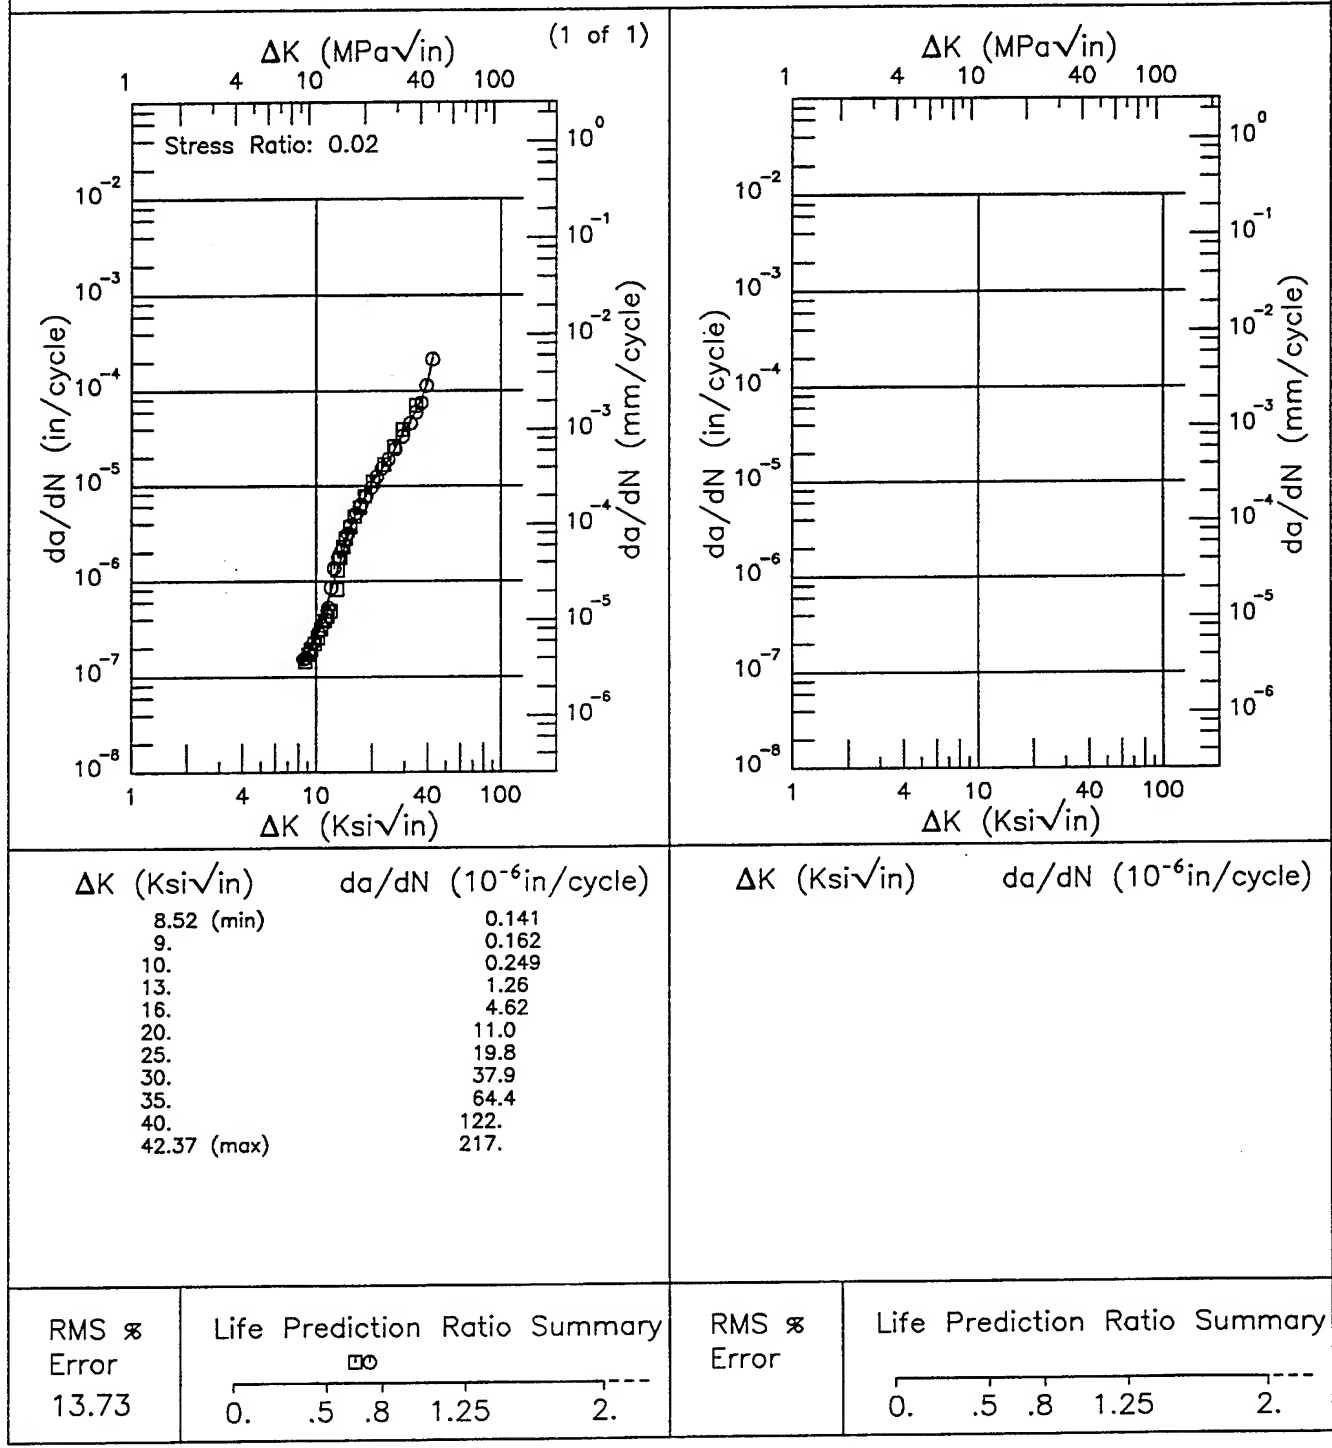 (1 of 1)
ΔK (MPa√in)
1 4 10 40 100
Stress Ratio: 0.02
10⁰
10⁻²
10⁻¹
10⁻³
10⁻²
10⁻⁴
10⁻³
10⁻⁵
10⁻⁴
10⁻⁶
10⁻⁵
10⁻⁷
10⁻⁶
10⁻⁸
da/dN (in/cycle)
da/dN (mm/cycle)
1 4 10 40 100
ΔK (Ksi√in)
ΔK (MPa√in)
1 4 10 40 100
10⁰
10⁻²
10⁻¹
10⁻³
10⁻²
10⁻⁴
10⁻³
10⁻⁵
10⁻⁴
10⁻⁶
10⁻⁵
10⁻⁷
10⁻⁶
10⁻⁸
da/dN (in/cycle)
da/dN (mm/cycle)
1 4 10 40 100
ΔK (Ksi√in)
ΔK (Ksi√in) da/dN (10⁻⁶in/cycle)
8.52 (min) 0.141
9. 0.162
10. 0.249
13. 1.26
16. 4.62
20. 11.0
25. 19.8
30. 37.9
35. 64.4
40. 122.
42.37 (max) 217.
ΔK (Ksi√in) da/dN (10⁻⁶in/cycle)
RMS %
Error
13.73
Life Prediction Ratio Summary
0. .5 .8 1.25 2.
RMS %
Error
Life Prediction Ratio Summary
0. .5 .8 1.25 2.